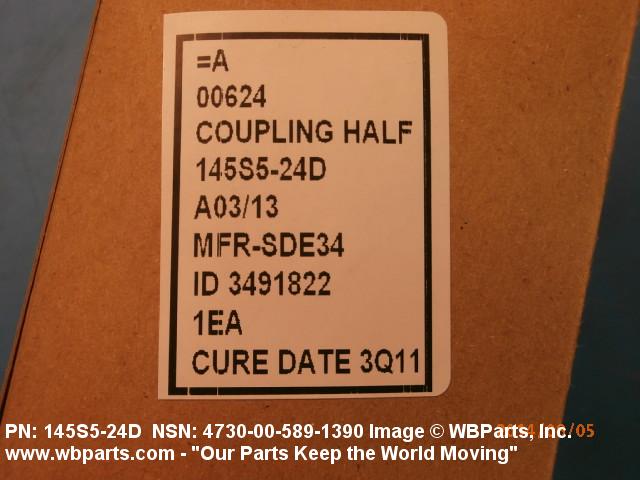 =A
00624
COUPLING HALF
145S5-24D
A03/13
MFR-SDE34
ID 3491822
1EA
CURE DATE 3Q11
PN: 145S5-24D NSN: 4730-00-589-1390 Image © WBParts, Inc.
www.wbparts.com - "Our Parts Keep the World Moving"